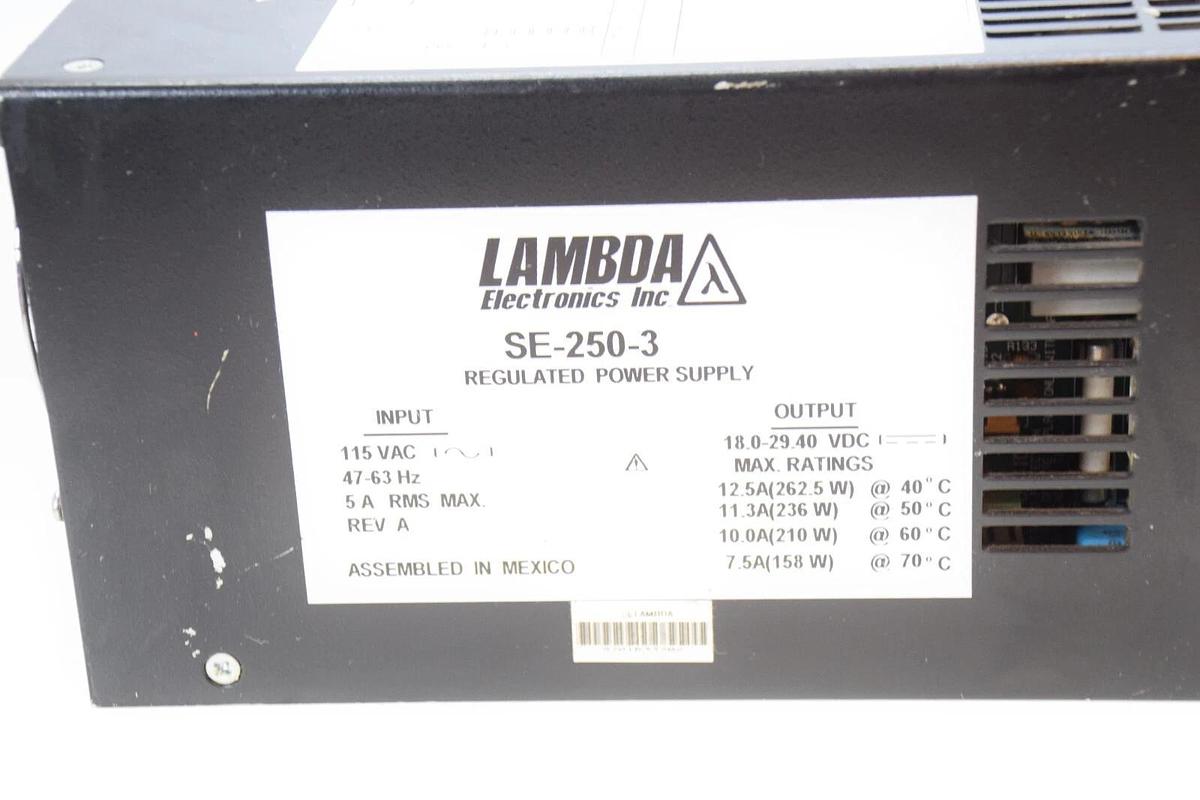 LAMBDA
Electronics Inc
SE-250-3
REGULATED POWER SUPPLY
INPUT
115 VAC
47-63 Hz
5 A RMS MAX.
REV A
ASSEMBLED IN MEXICO
OUTPUT
18.0-29.40 VDC
MAX. RATINGS
12.5A(262.5 W) @ 40° C
11.3A(236 W) @ 50° C
10.0A(210 W) @ 60° C
7.5A(158 W) @ 70° C
LAMBDA
R133